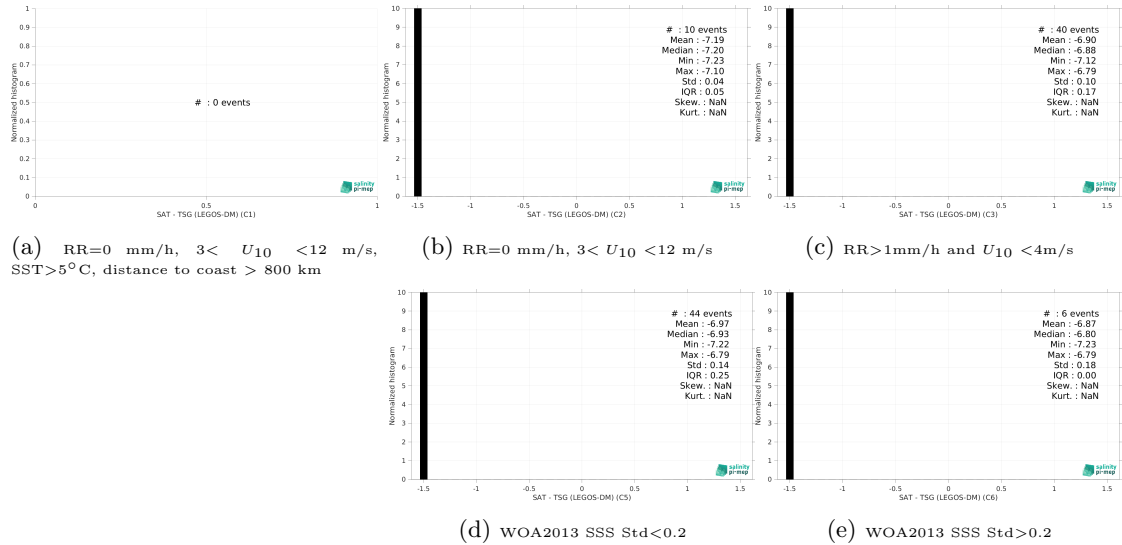 1
0.9
0.8
0.7
0.6
0.5
0.4
0.3
0.2
0.1
0
Normalized histogram
# : 0 events
0 0.5 1
SAT - TSG (LEGOS-DM) (C1)
salinity
pi-mep
(a) RR=0 mm/h, 3< U10 <12 m/s,
SST>5°C, distance to coast > 800 km
10
9
8
7
6
5
4
3
2
1
0
Normalized histogram
# : 10 events
Mean : -7.19
Median : -7.20
Min : -7.23
Max : -7.10
Std : 0.04
IQR : 0.05
Skew. : NaN
Kurt. : NaN
-1.5 -1 -0.5 0 0.5 1 1.5
SAT - TSG (LEGOS-DM) (C2)
salinity
pi-mep
(b) RR=0 mm/h, 3< U10 <12 m/s
10
9
8
7
6
5
4
3
2
1
0
Normalized histogram
# : 40 events
Mean : -6.90
Median : -6.88
Min : -7.12
Max : -6.79
Std : 0.10
IQR : 0.17
Skew. : NaN
Kurt. : NaN
-1.5 -1 -0.5 0 0.5 1 1.5
SAT - TSG (LEGOS-DM) (C3)
salinity
pi-mep
(c) RR>1mm/h and U10 <4m/s
10
9
8
7
6
5
4
3
2
1
0
Normalized histogram
# : 44 events
Mean : -6.97
Median : -6.93
Min : -7.22
Max : -6.79
Std : 0.14
IQR : 0.25
Skew. : NaN
Kurt. : NaN
-1.5 -1 -0.5 0 0.5 1 1.5
SAT - TSG (LEGOS-DM) (C5)
salinity
pi-mep
(d) WOA2013 SSS Std<0.2
10
9
8
7
6
5
4
3
2
1
0
Normalized histogram
# : 6 events
Mean : -6.87
Median : -6.80
Min : -7.23
Max : -6.79
Std : 0.18
IQR : 0.00
Skew. : NaN
Kurt. : NaN
-1.5 -1 -0.5 0 0.5 1 1.5
SAT - TSG (LEGOS-DM) (C6)
salinity
pi-mep
(e) WOA2013 SSS Std>0.2